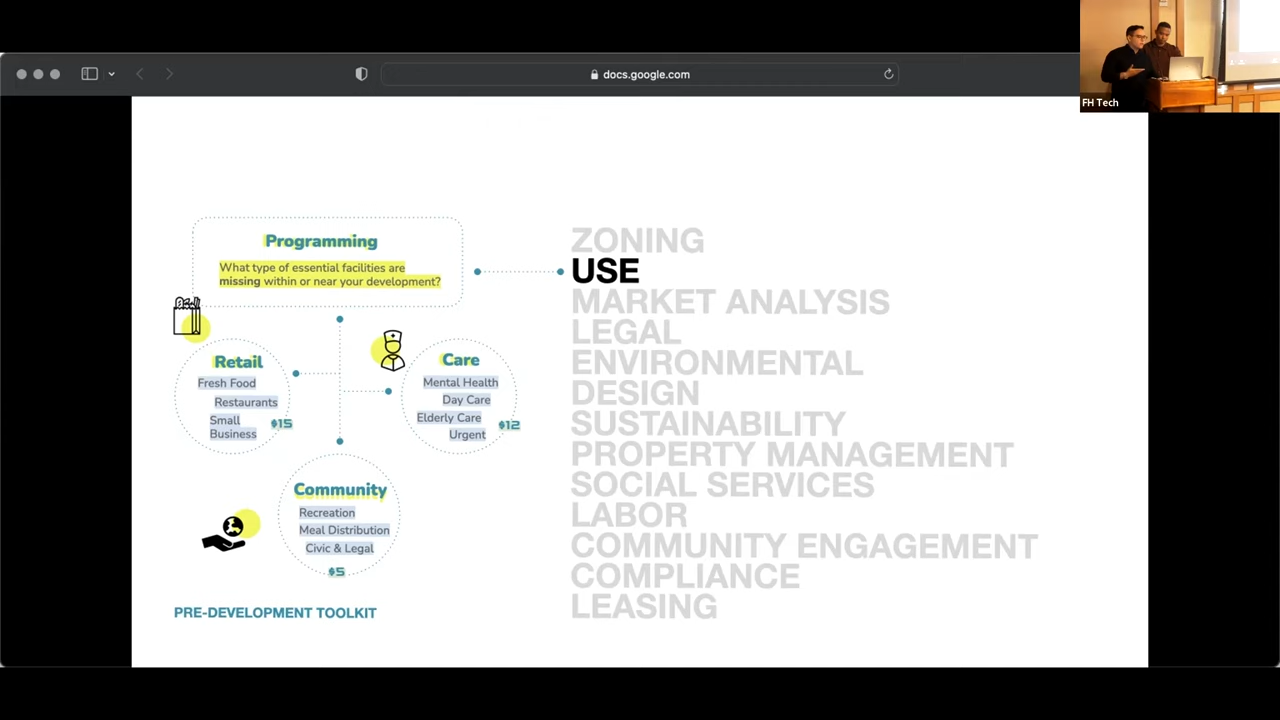 docs.google.com
FH Tech
Programming
What type of essential facilities are
missing within or near your development?
Retail
Fresh Food
Restaurants
Small
Business
$15
Care
Mental Health
Day Care
Elderly Care
Urgent
$12
Community
Recreation
Meal Distribution
Civic & Legal
$5
PRE-DEVELOPMENT TOOLKIT
ZONING
USE
MARKET ANALYSIS
LEGAL
ENVIRONMENTAL
DESIGN
SUSTAINABILITY
PROPERTY MANAGEMENT
SOCIAL SERVICES
LABOR
COMMUNITY ENGAGEMENT
COMPLIANCE
LEASING